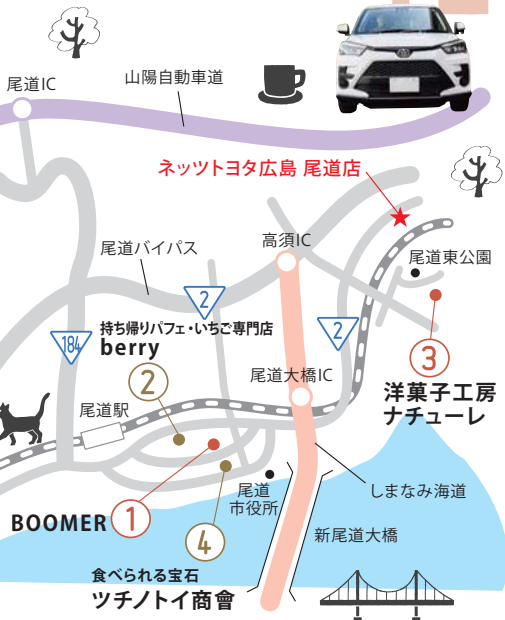 尾道IC
山陽自動車道
ネッツトヨタ広島 尾道店
高須IC
尾道バイパス
尾道東公園
2
2
184
持ち帰りパフェ・いちご専門店
berry
2
尾道大橋IC
3
洋菓子工房
ナチューレ
尾道駅
尾道
市役所
しまなみ海道
BOOMER
1
4
新尾道大橋
食べられる宝石
ツチノトイ商會